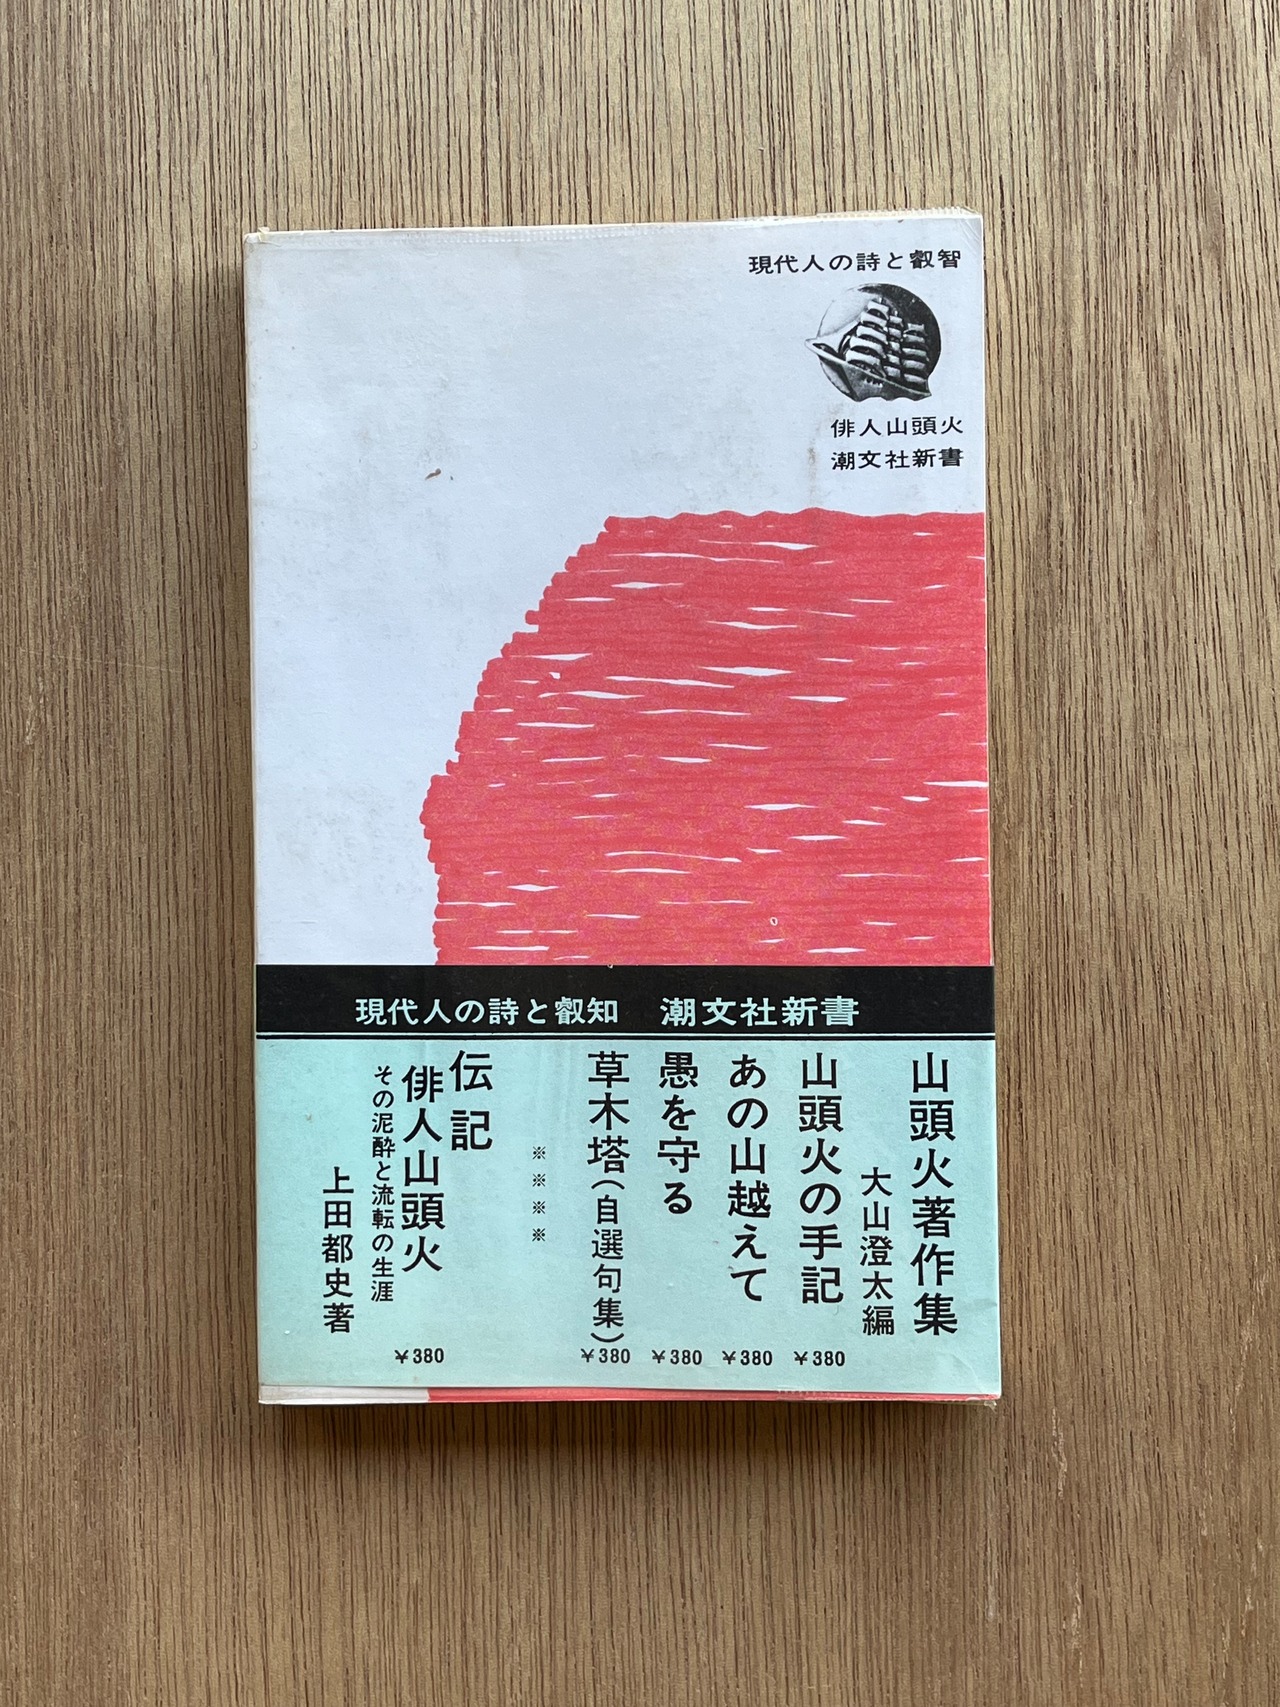 現代人の詩と叡智
俳人山頭火
潮文社新書
現代人の詩と叡知　潮文社新書
山頭火著作集
大山澄太編
山頭火の手記
¥380
あの山越えて
¥380
愚を守る
¥380
草木塔(自選句集)
¥380
※※※※
伝記
俳人山頭火
¥380
その泥酔と流転の生涯
上田都史著